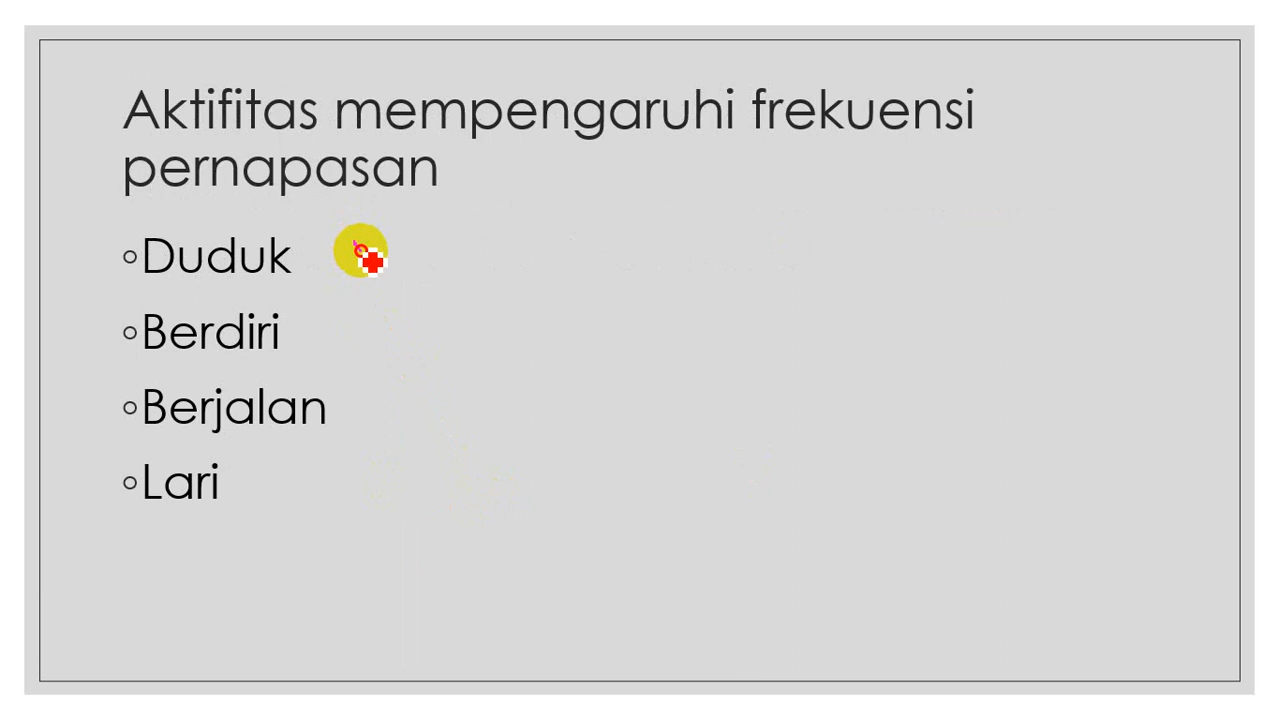 Aktifitas mempengaruhi frekuensi
pernapasan
◦Duduk
◦Berdiri
◦Berjalan
◦Lari